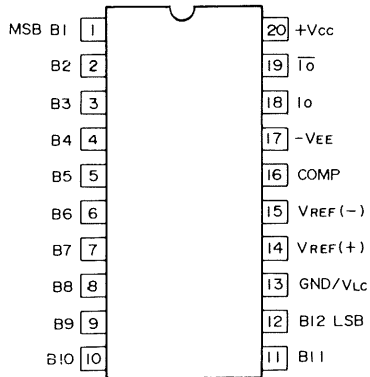 MSB B1 1 20 +Vcc
B2 2 19 I̅o̅
B3 3 18 Io
B4 4 17 -VEE
B5 5 16 COMP
B6 6 15 VREF(-)
B7 7 14 VREF(+)
B8 8 13 GND/VLC
B9 9 12 B12 LSB
B10 10 11 B11